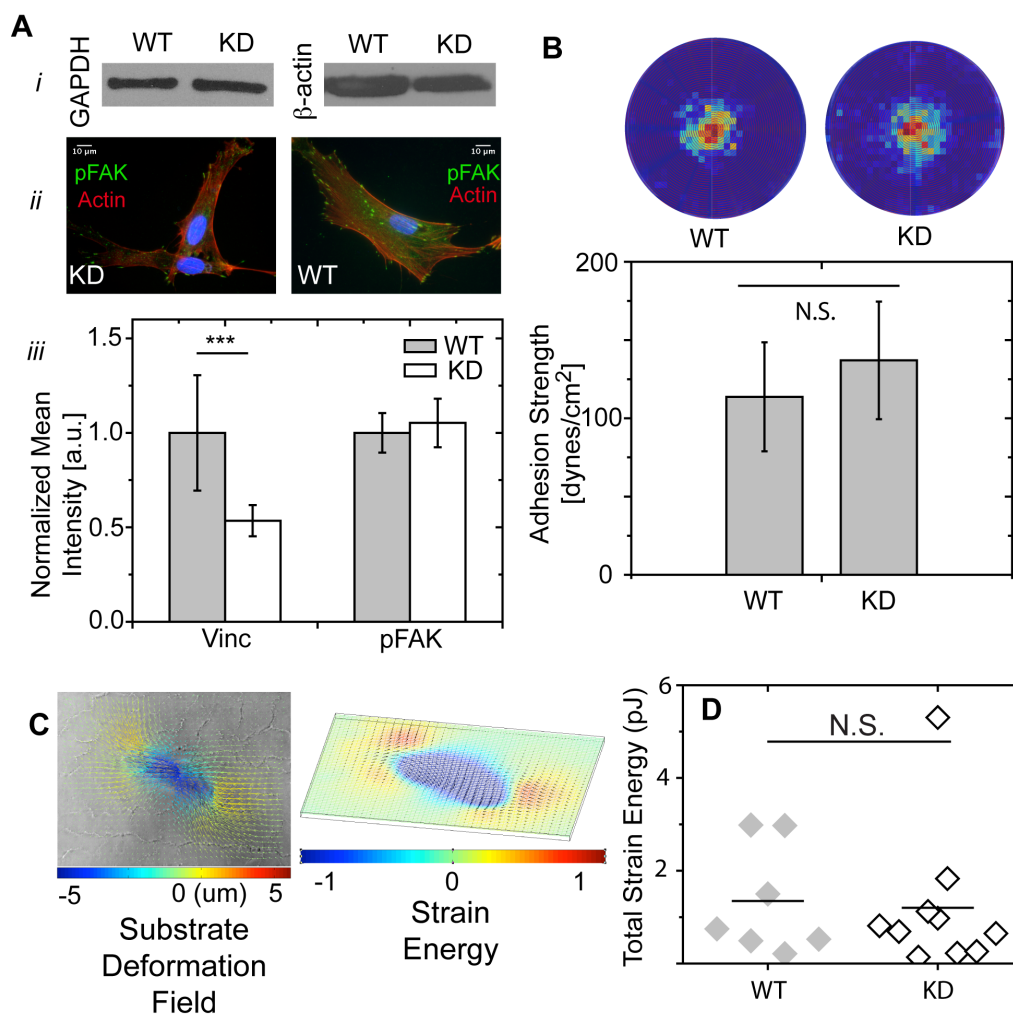 A
WT KD
WT KD
i
GAPDH
β-actin
10 μm
10 μm
ii
pFAK
Actin
pFAK
Actin
KD
WT
iii
Normalized Mean
Intensity [a.u.]
1.5
1.0
0.5
0.0
***
WT
KD
Vinc
pFAK
B
WT
KD
Adhesion Strength
[dynes/cm2]
200
100
0
N.S.
WT
KD
C
-5
0 (um)
5
Substrate
Deformation
Field
-1
0
1
Strain
Energy
D
Total Strain Energy (pJ)
6
4
2
N.S.
WT
KD